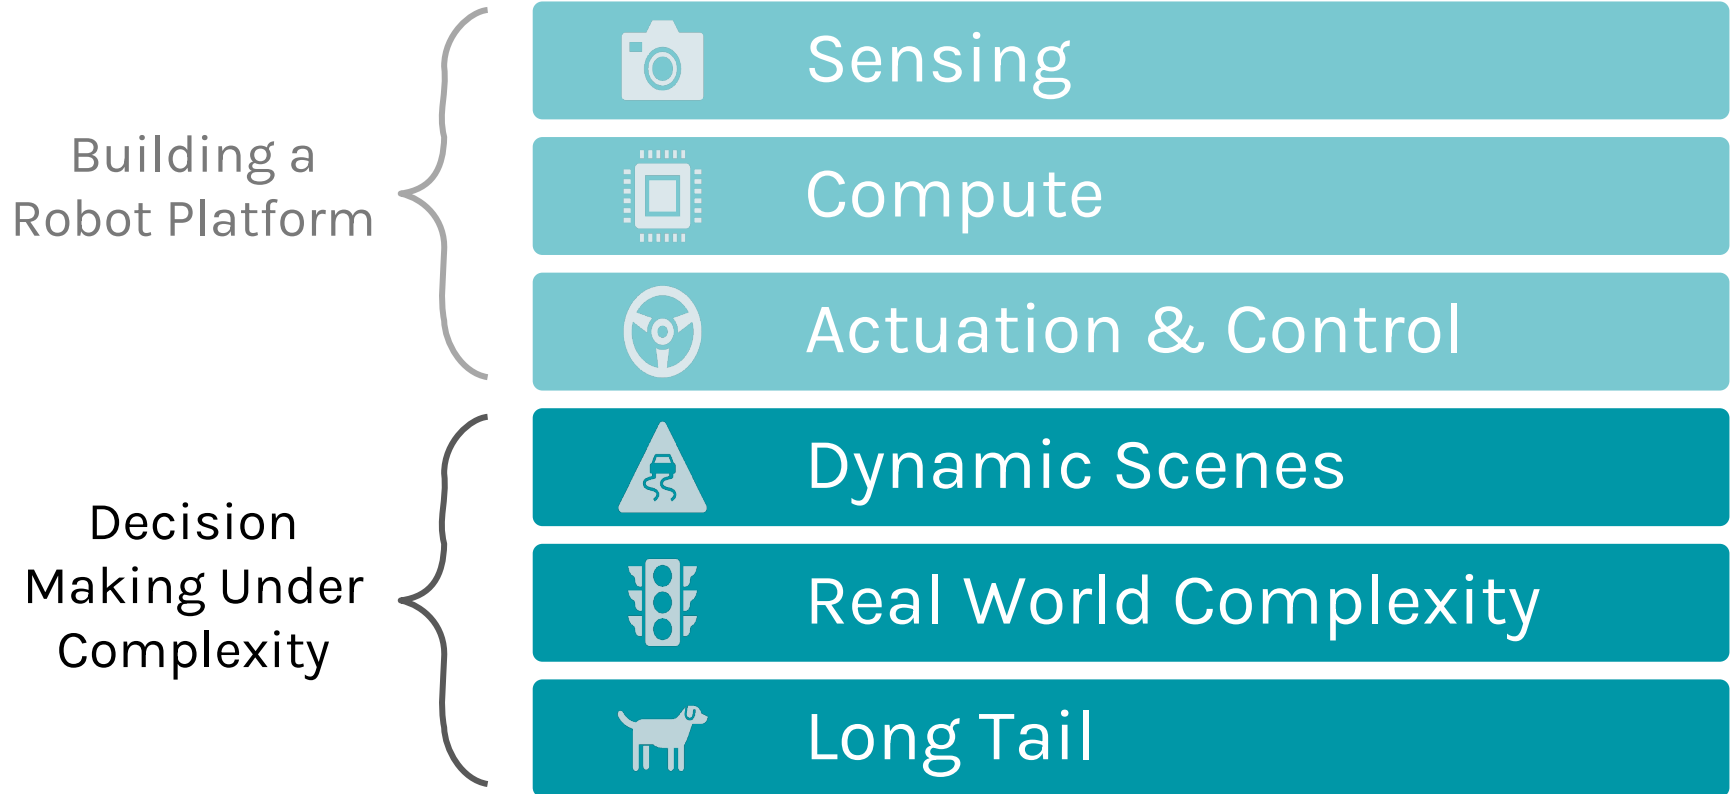 Building a
Robot Platform
Sensing
Compute
Actuation & Control
Decision
Making Under
Complexity
Dynamic Scenes
Real World Complexity
Long Tail